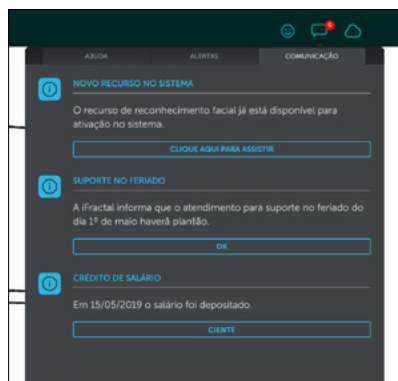 AJUDA ALERTAS COMUNICAÇÃO
NOVO RECURSO NO SISTEMA
O recurso de reconhecimento facial já está disponível para
ativação no sistema.
CLIQUE AQUI PARA ASSISTIR
SUPORTE NO FERIADO
A iFractal informa que o atendimento para suporte no feriado do
dia 1º de maio haverá plantão.
OK
CRÉDITO DE SALÁRIO
Em 15/05/2019 o salário foi depositado.
CIENTE